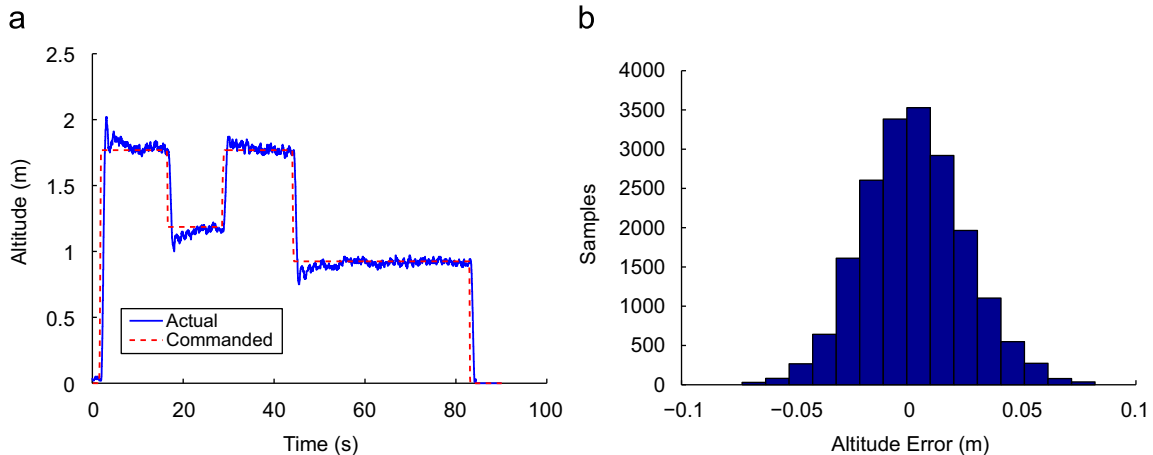 a
2.5
2
1.5
1
0.5
0
Altitude (m)
Actual
Commanded
0 20 40 60 80 100
Time (s)
b
4000
3500
3000
2500
2000
1500
1000
500
0
Samples
−0.1 −0.05 0 0.05 0.1
Altitude Error (m)